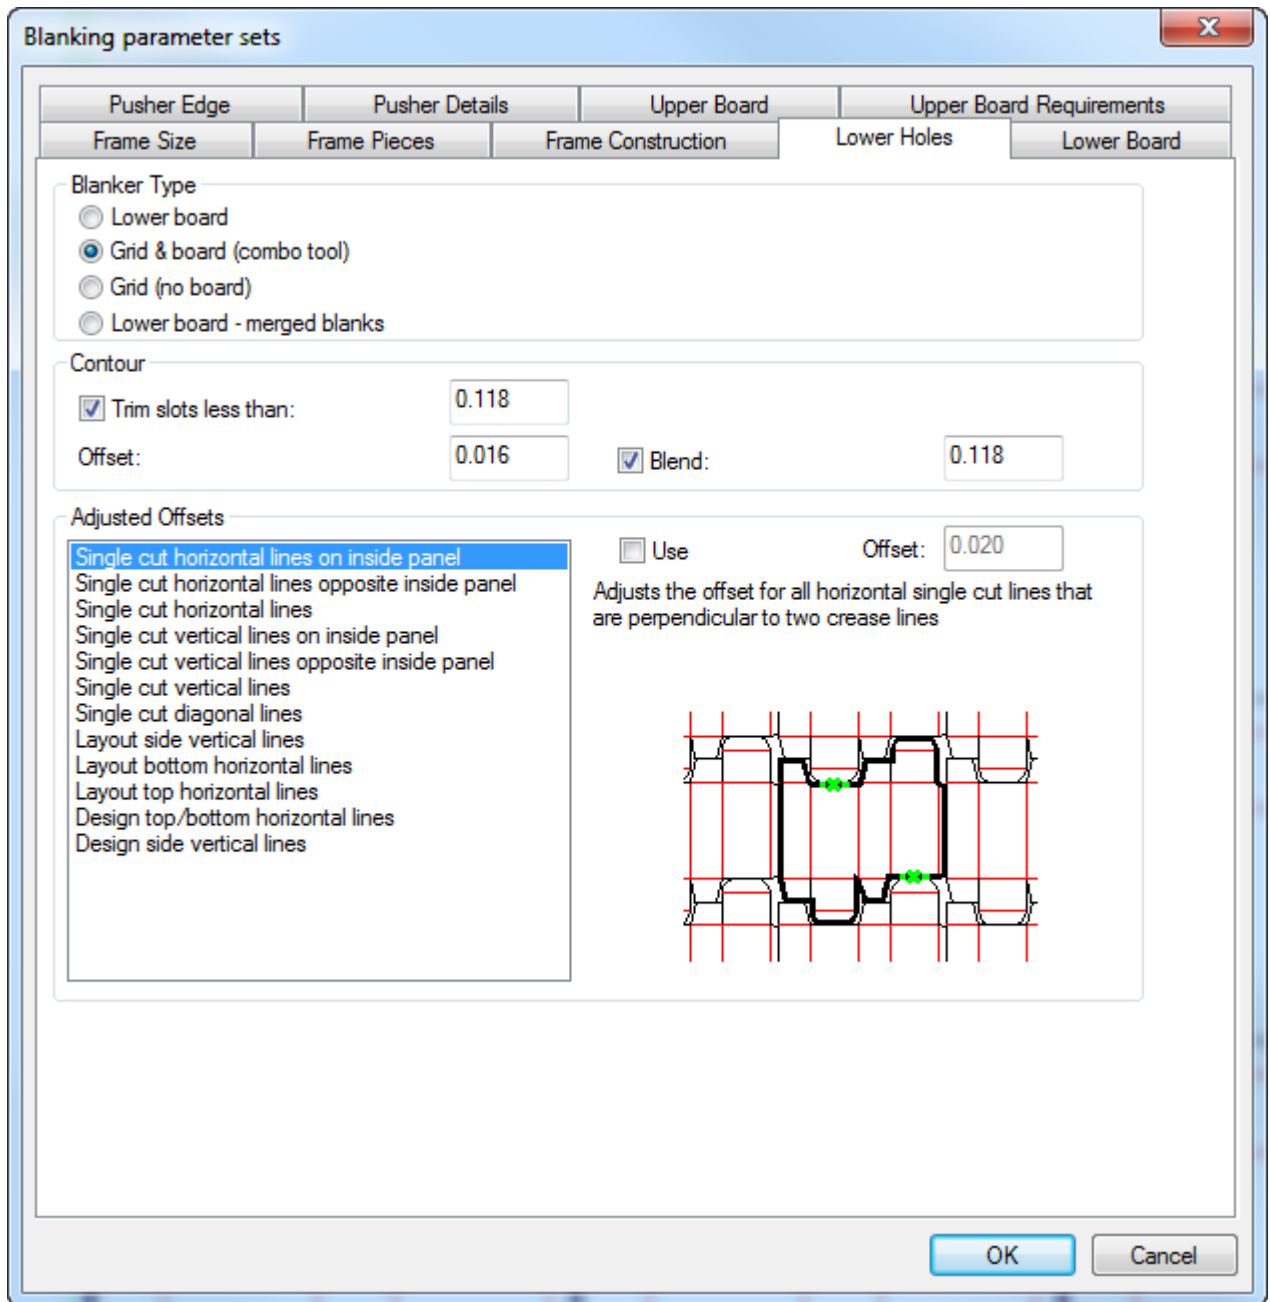 Blanking parameter sets
Pusher Edge Pusher Details Upper Board Upper Board Requirements
Frame Size Frame Pieces Frame Construction Lower Holes Lower Board
Blanker Type
Lower board
Grid & board (combo tool)
Grid (no board)
Lower board - merged blanks
Contour
Trim slots less than: 0.118
Offset: 0.016 Blend: 0.118
Adjusted Offsets
Single cut horizontal lines on inside panel
Single cut horizontal lines opposite inside panel
Single cut horizontal lines
Single cut vertical lines on inside panel
Single cut vertical lines opposite inside panel
Single cut vertical lines
Single cut diagonal lines
Layout side vertical lines
Layout bottom horizontal lines
Layout top horizontal lines
Design top/bottom horizontal lines
Design side vertical lines
Use Offset: 0.020
Adjusts the offset for all horizontal single cut lines that
are perpendicular to two crease lines
OK Cancel